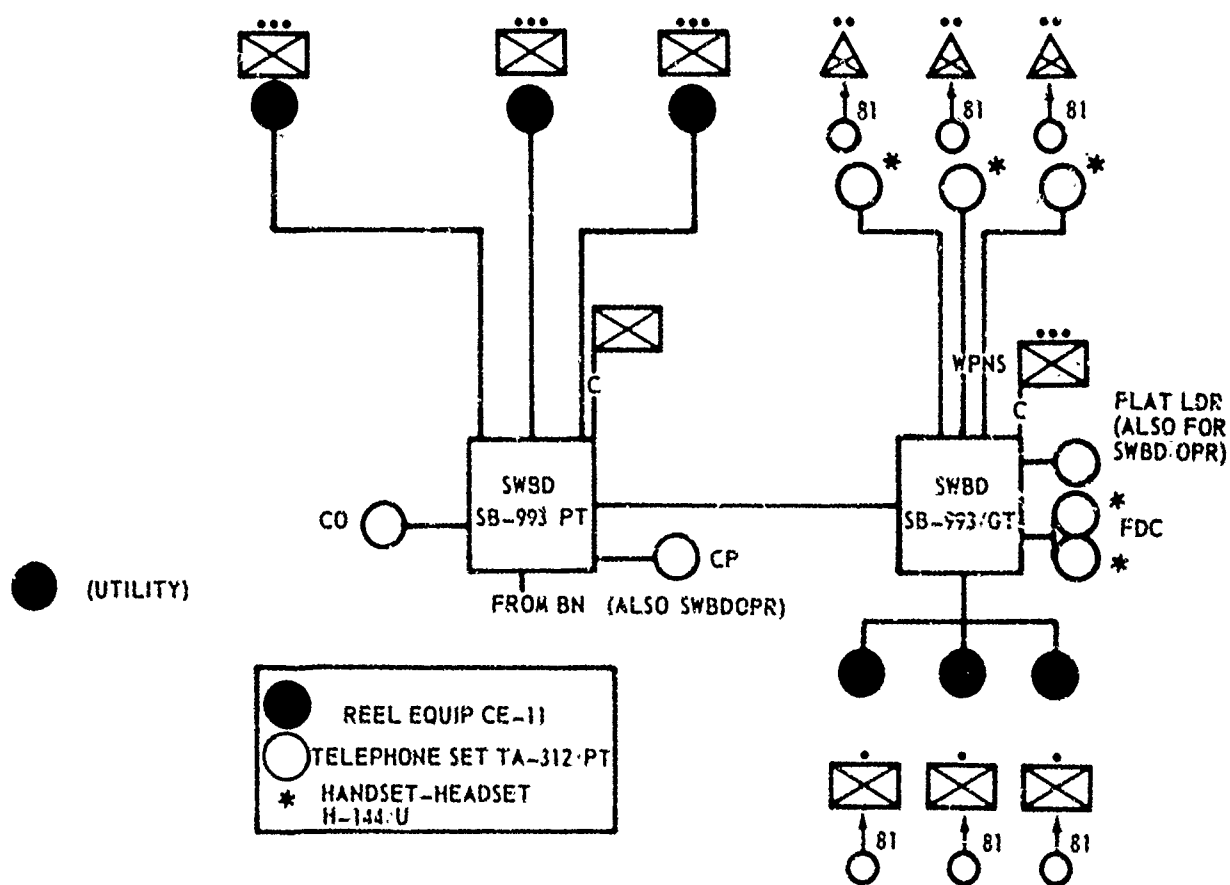 81
81
81
*
*
*
WPNS
C
C
FLAT LDR
(ALSO FOR
SWBD OPR)
SWBD
SB-993 PT
SWBD
SB-993/GT
CO
*
FDC
*
CP
(UTILITY)
FROM BN (ALSO SWBDOPR)
REEL EQUIP CE-11
TELEPHONE SET TA-312·PT
* HANDSET-HEADSET
H-144/U
81
81
81